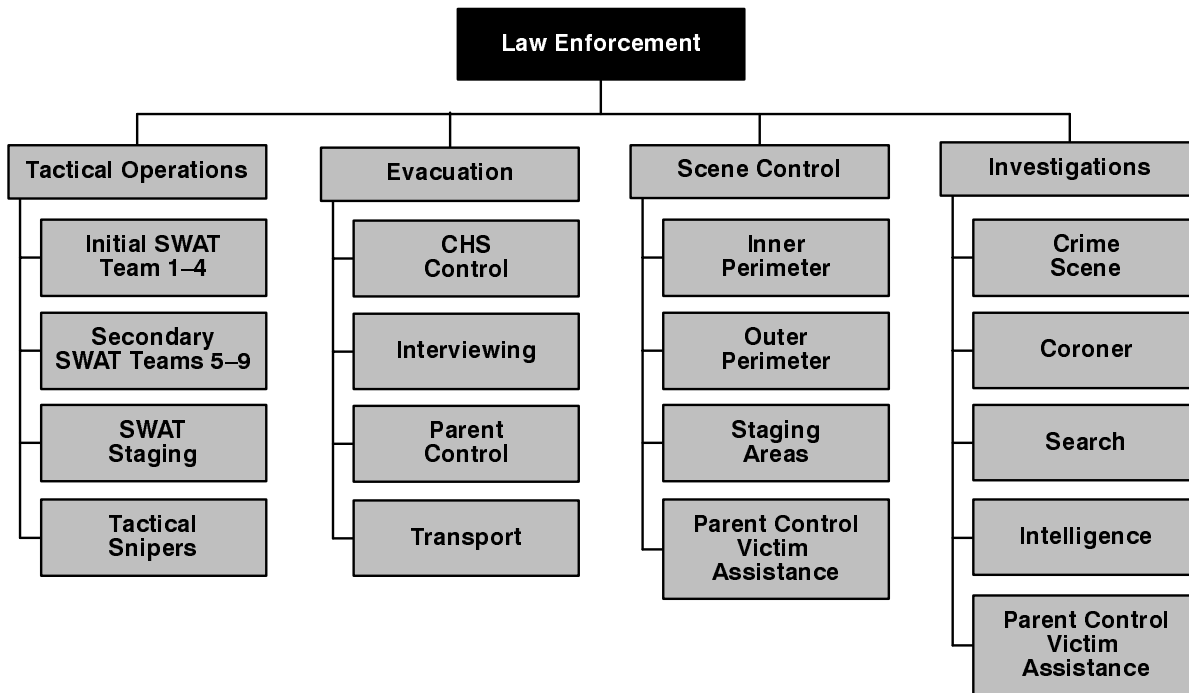 Law Enforcement
Tactical Operations
Initial SWAT
Team 1–4
Secondary
SWAT Teams 5–9
SWAT
Staging
Tactical
Snipers
Evacuation
CHS
Control
Interviewing
Parent
Control
Transport
Scene Control
Inner
Perimeter
Outer
Perimeter
Staging
Areas
Parent Control
Victim
Assistance
Investigations
Crime
Scene
Coroner
Search
Intelligence
Parent Control
Victim
Assistance